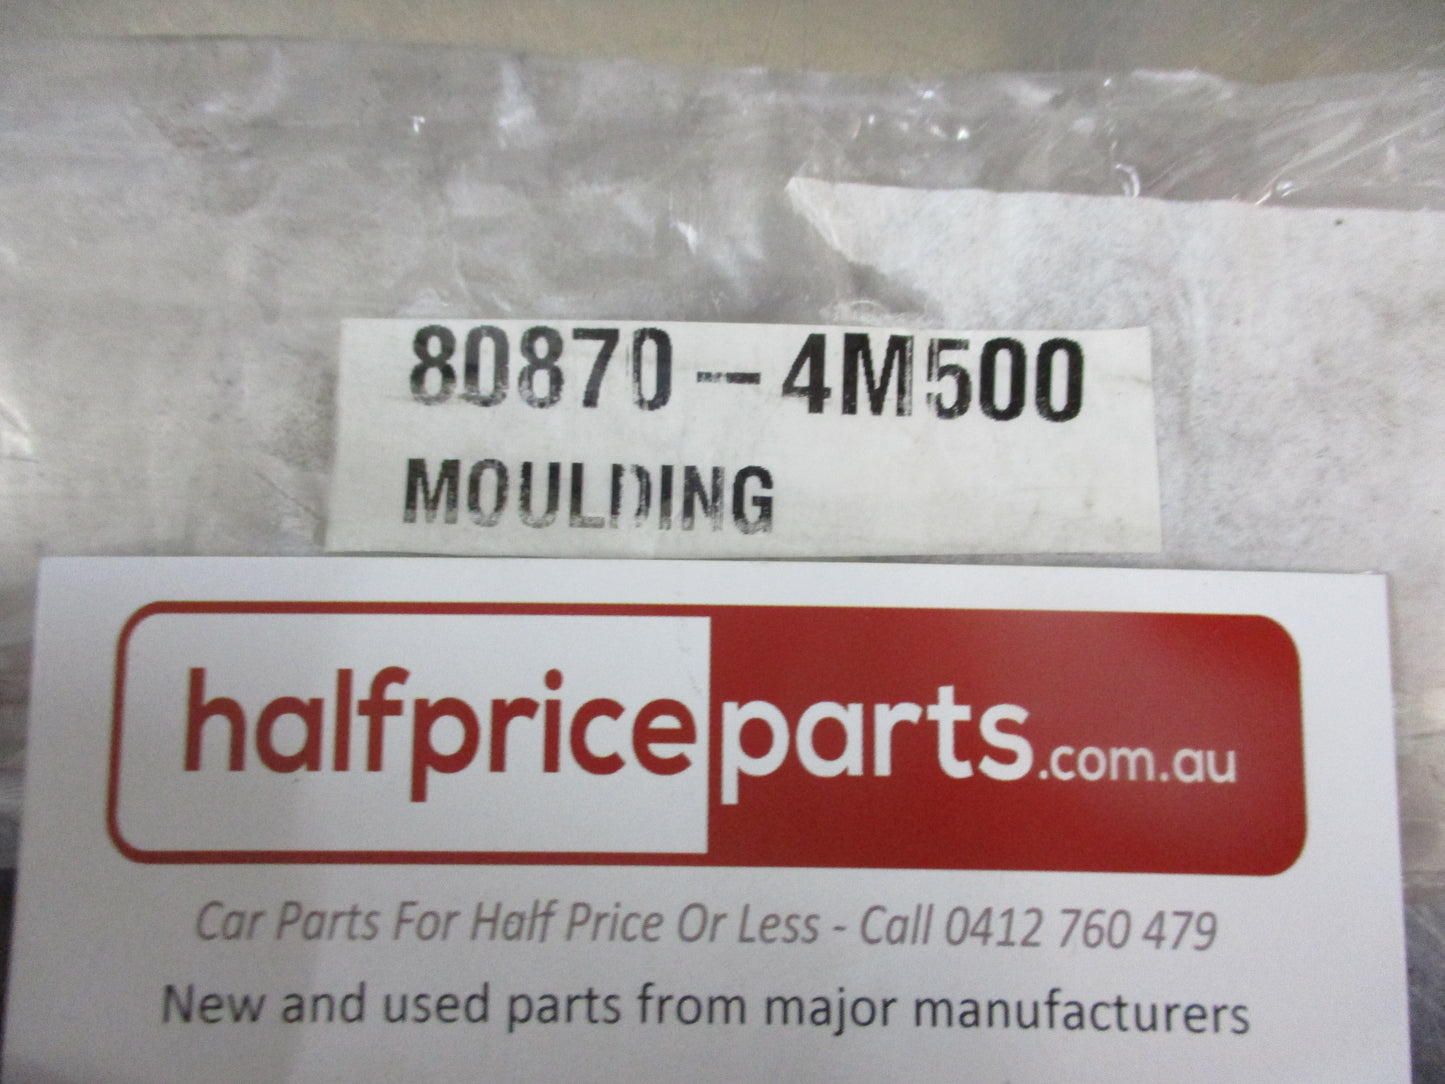 80870-4M500
MOULDING
halfpriceparts.com.au
Car Parts For Half Price Or Less - Call 0412 760 479
New and used parts from major manufacturers